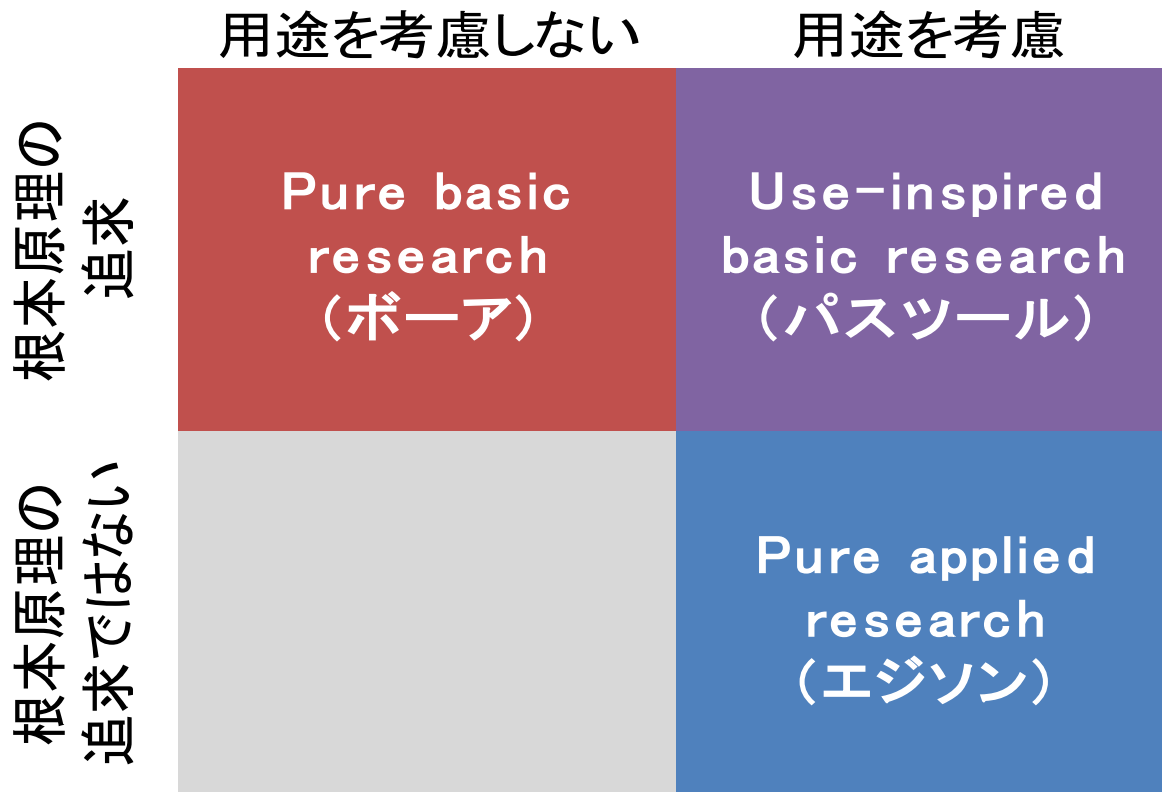 用途を考慮しない
用途を考慮
根本原理の
追求
Pure basic
research
（ボーア）
Use-inspired
basic research
（パスツール）
根本原理の
追求ではない
Pure applied
research
（エジソン）